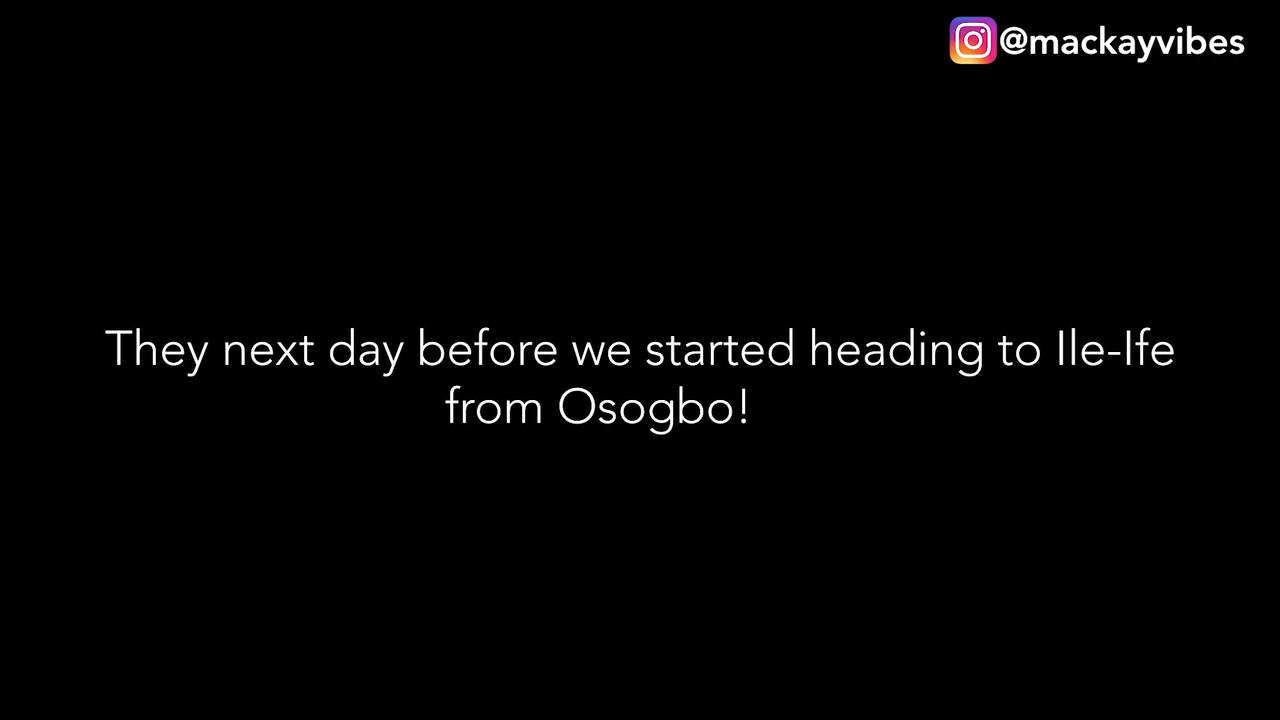 @mackayvibes
They next day before we started heading to Ile-Ife
from Osogbo!